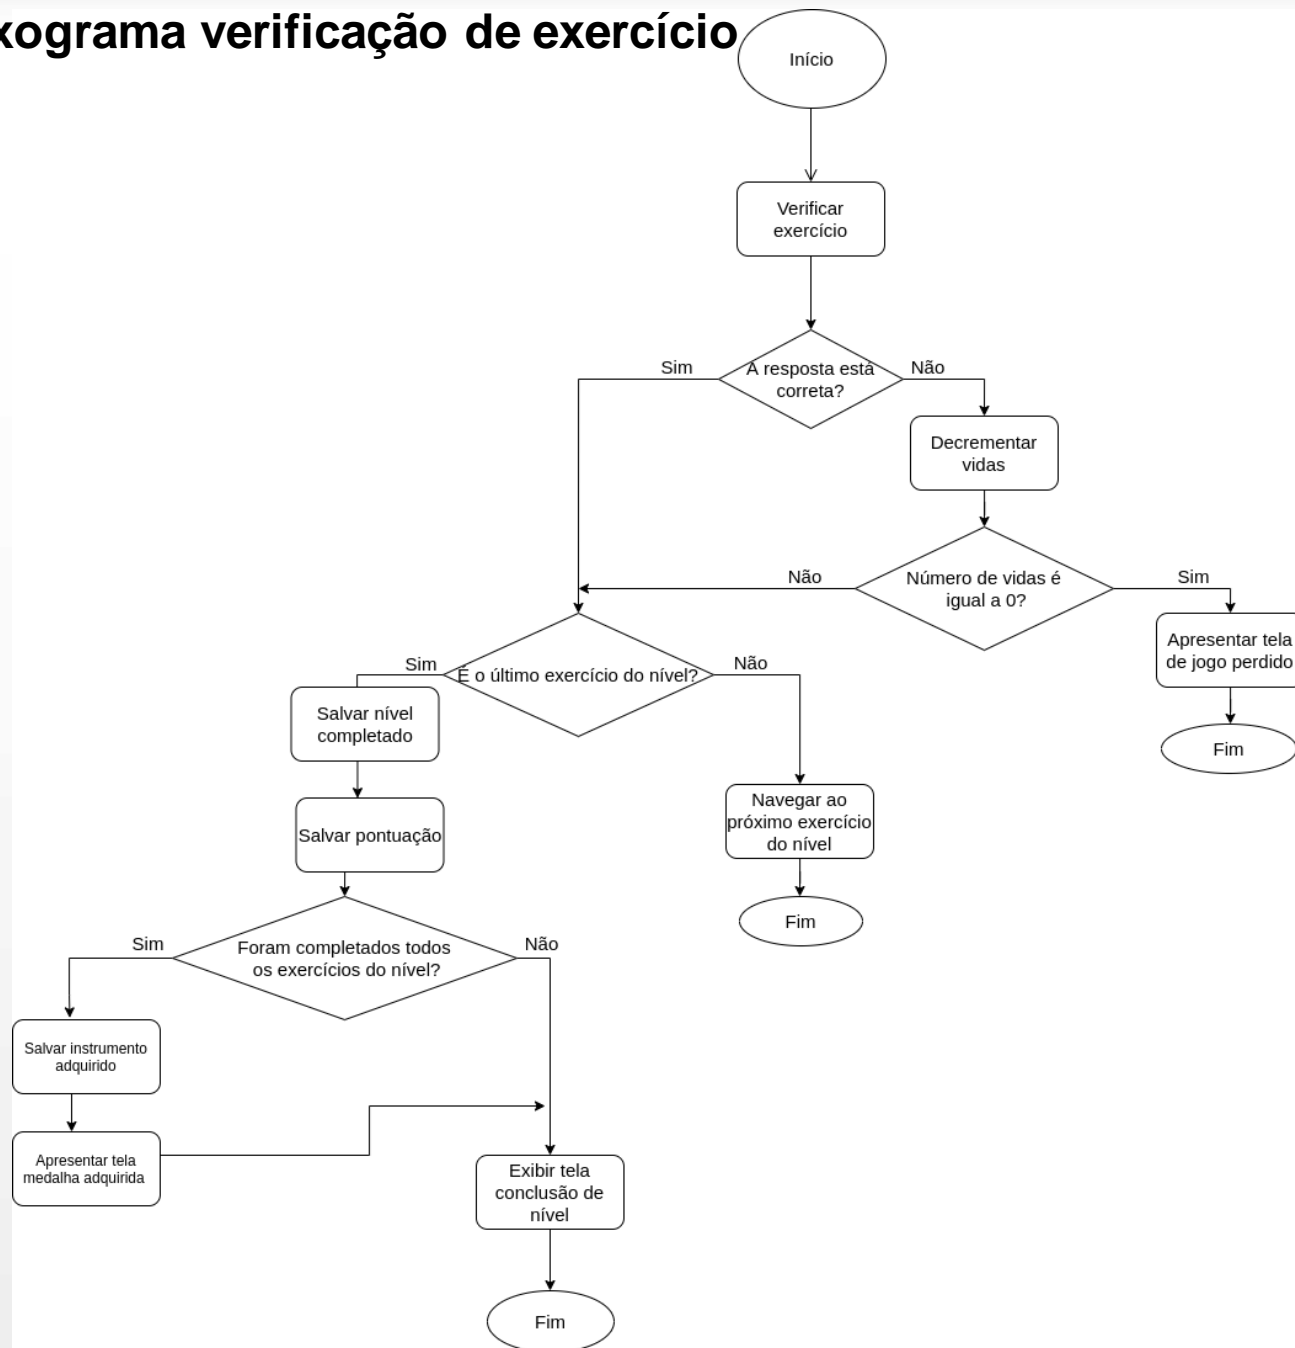 xograma verificação de exercício
Início
Verificar
exercício
Sim
A resposta está
correta?
Não
Decrementar
vidas
Não
Número de vidas é
igual a 0?
Sim
Apresentar tela
de jogo perdido
Fim
Sim
É o último exercício do nível?
Não
Salvar nível
completado
Salvar pontuação
Navegar ao
próximo exercício
do nível
Fim
Sim
Foram completados todos
os exercícios do nível?
Não
Salvar instrumento
adquirido
Apresentar tela
medalha adquirida
Exibir tela
conclusão de
nível
Fim